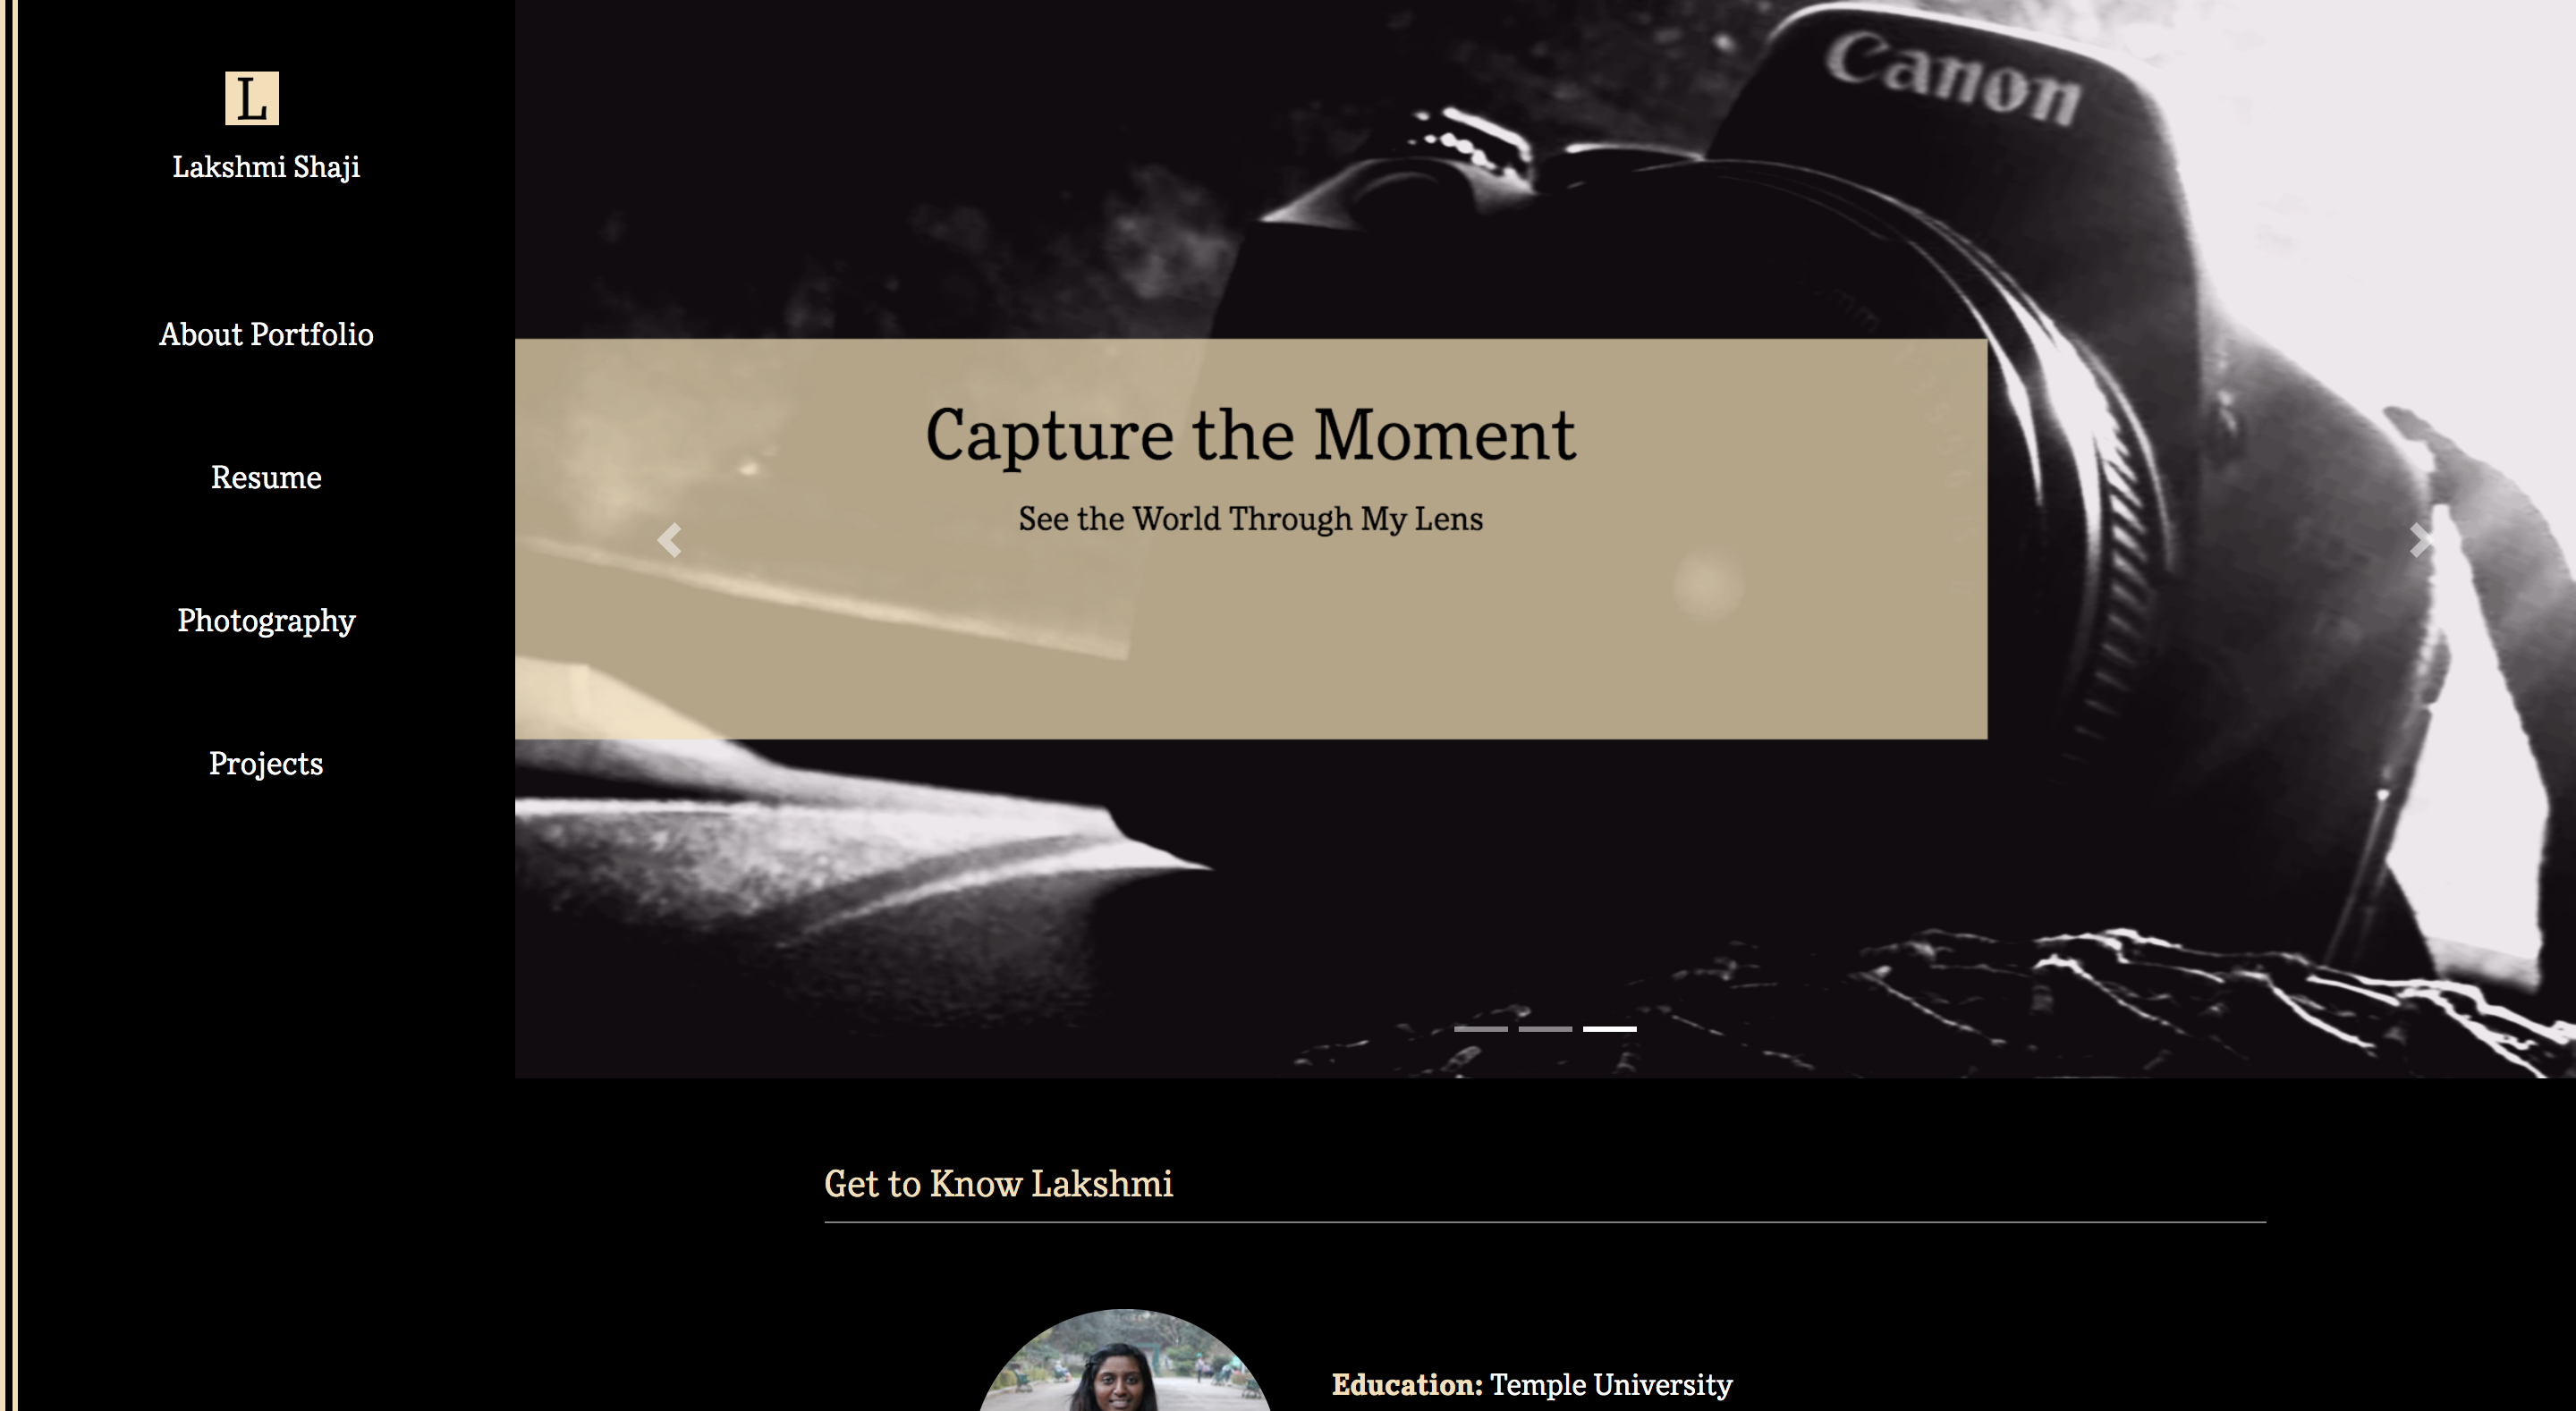 L
Lakshmi Shaji
About Portfolio
Resume
Photography
Projects
Canon
Capture the Moment
See the World Through My Lens
Get to Know Lakshmi
Education: Temple University